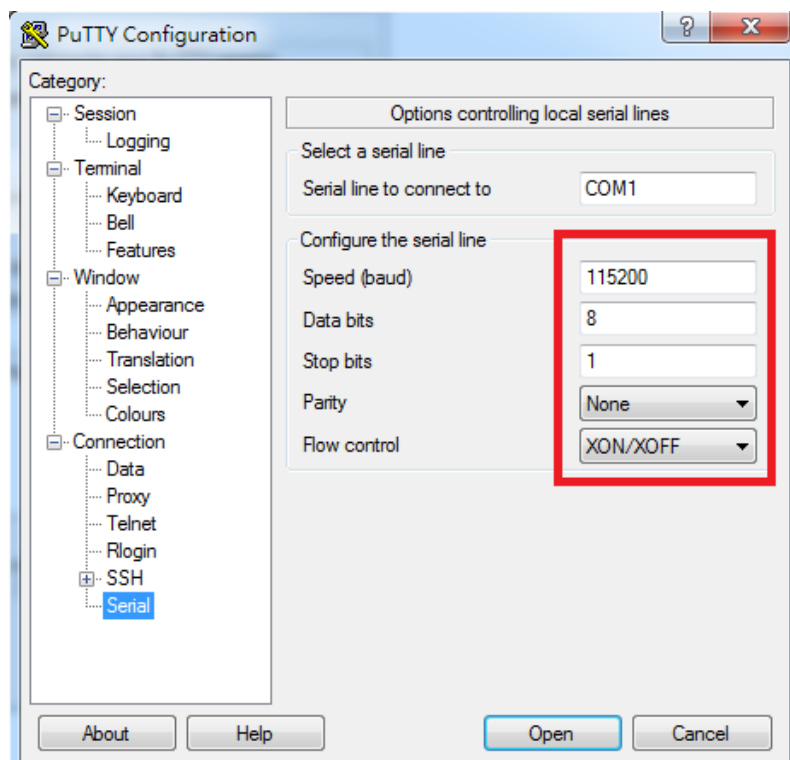 PuTTY Configuration
?
X
Category:
Session
Logging
Terminal
Keyboard
Bell
Features
Window
Appearance
Behaviour
Translation
Selection
Colours
Connection
Data
Proxy
Telnet
Rlogin
SSH
Serial
Options controlling local serial lines
Select a serial line
Serial line to connect to COM1
Configure the serial line
Speed (baud) 115200
Data bits 8
Stop bits 1
Parity None
Flow control XON/XOFF
About Help Open Cancel